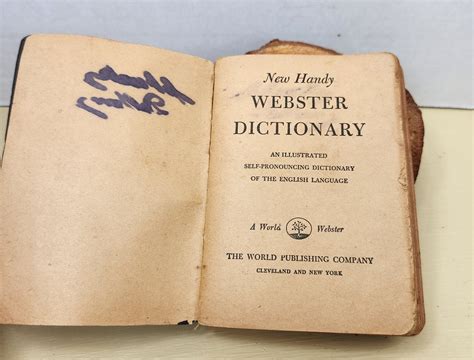 New Handy
WEBSTER
DICTIONARY
AN ILLUSTRATED
SELF-PRONOUNCING DICTIONARY
OF THE ENGLISH LANGUAGE
A World Webster
THE WORLD PUBLISHING COMPANY
CLEVELAND AND NEW YORK